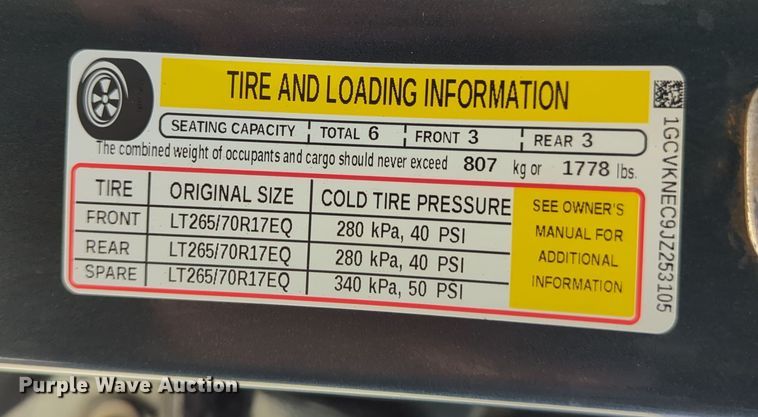 TIRE AND LOADING INFORMATION
SEATING CAPACITY TOTAL 6 FRONT 3 REAR 3
The combined weight of occupants and cargo should never exceed 807 kg or 1778 lbs.
TIRE ORIGINAL SIZE COLD TIRE PRESSURE
FRONT LT265/70R17EQ 280 kPa, 40 PSI
REAR LT265/70R17EQ 280 kPa, 40 PSI
SPARE LT265/70R17EQ 340 kPa, 50 PSI
SEE OWNER'S
MANUAL FOR
ADDITIONAL
INFORMATION
1GCVKNEC9JZ253105
Purple Wave Auction